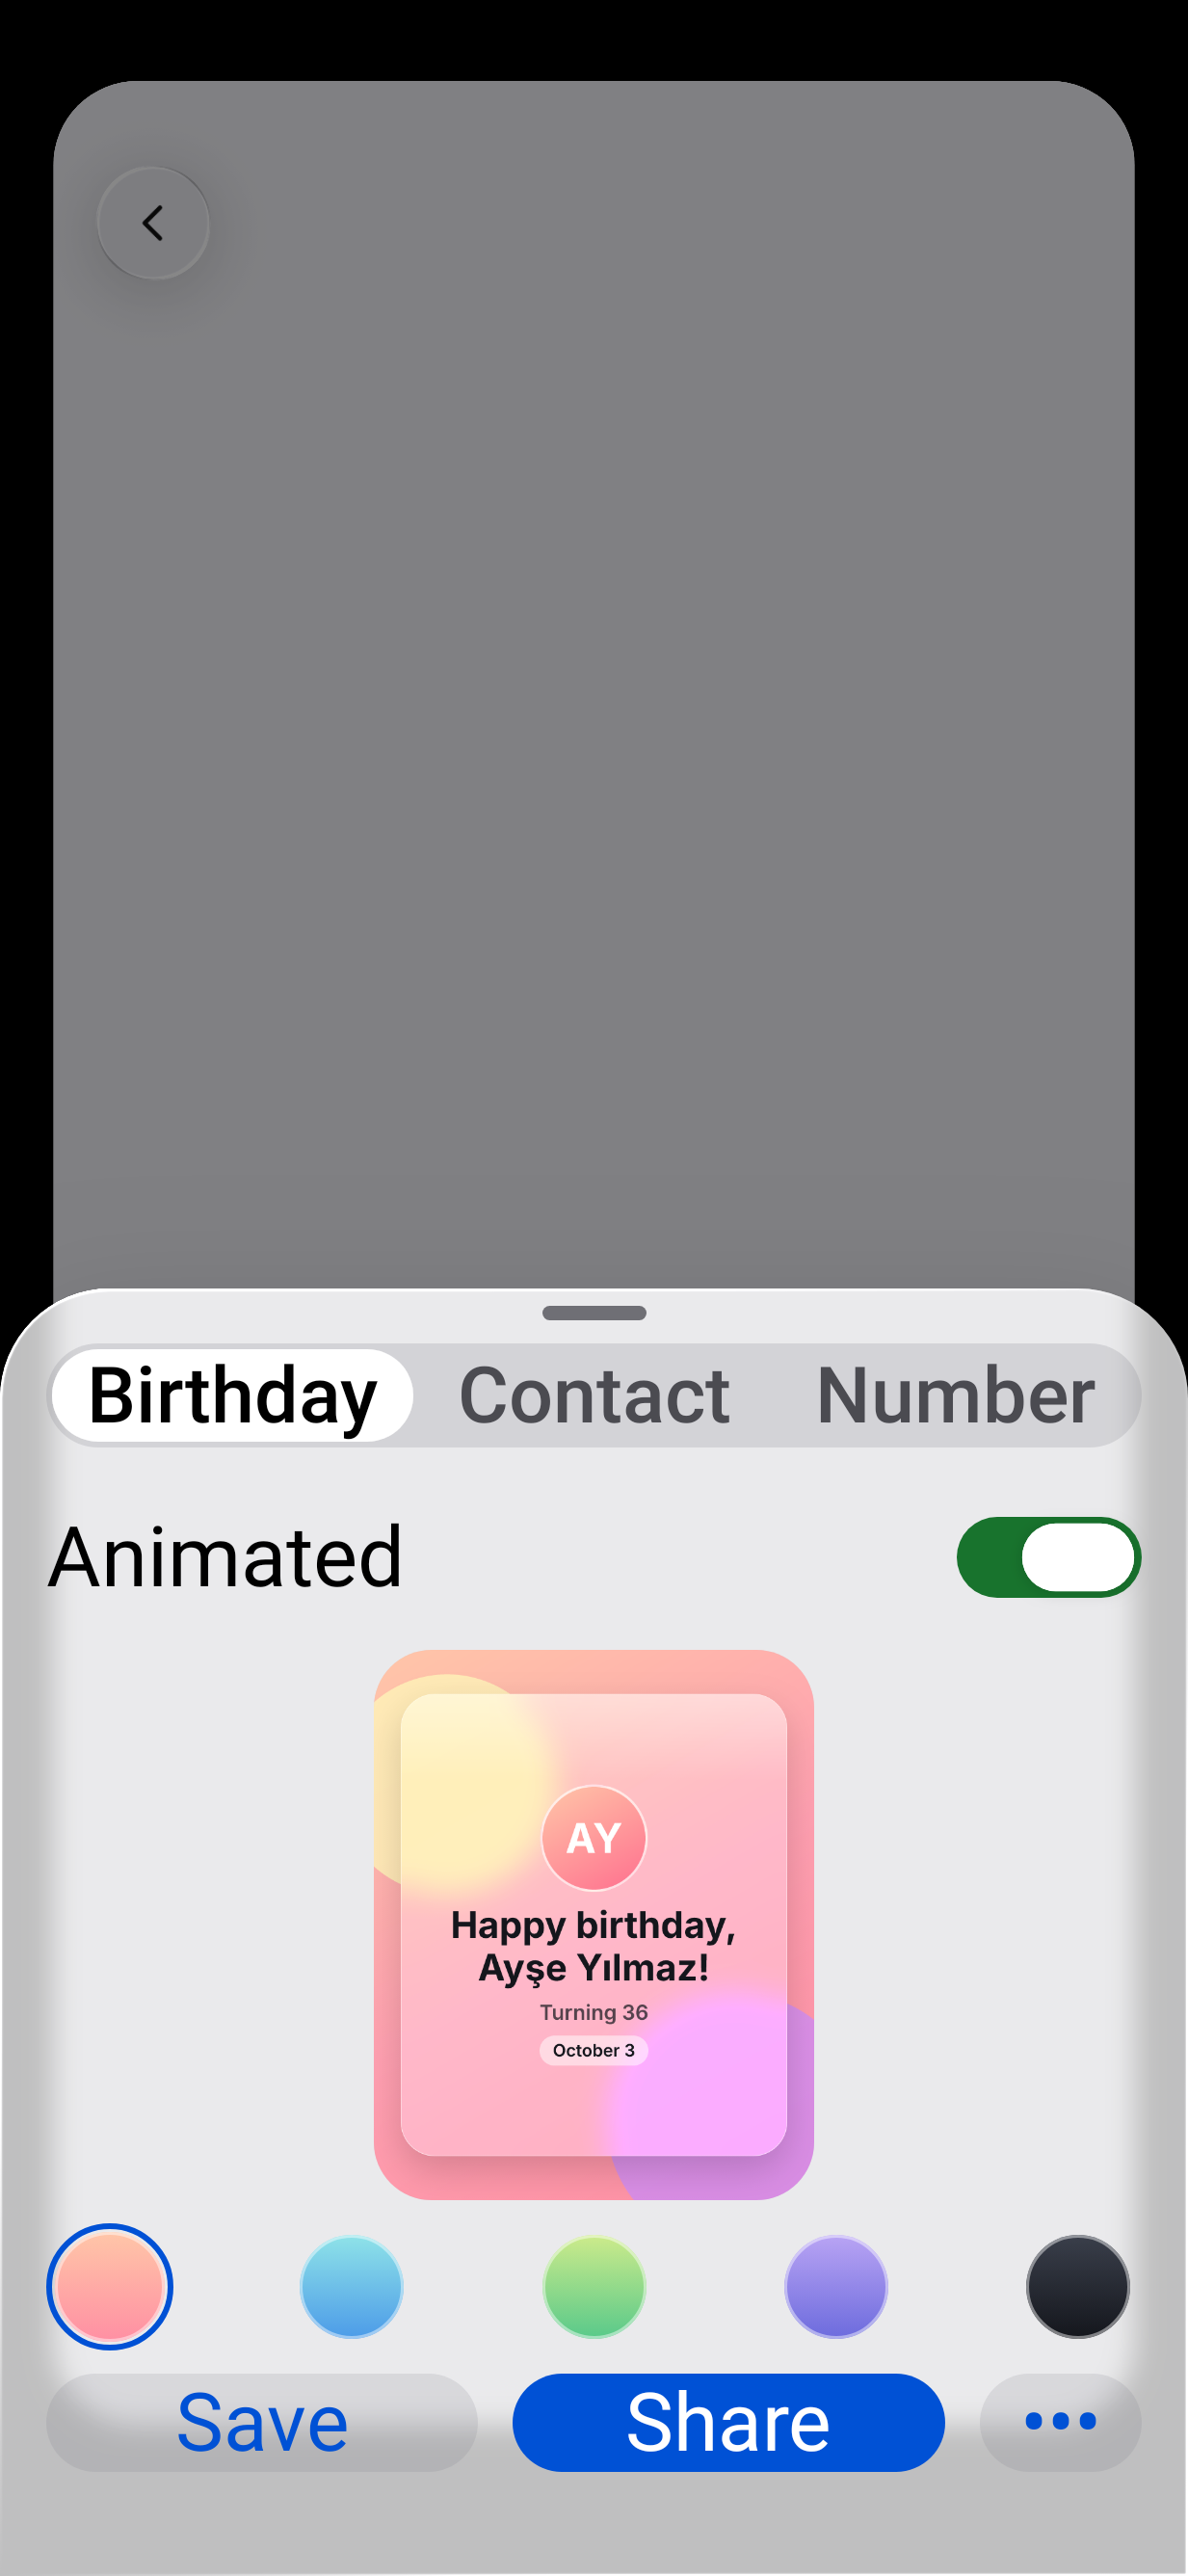 Birthday Contact Number
Animated
AY
Happy birthday,
Ayşe Yılmaz!
Turning 36
October 3
Save Share